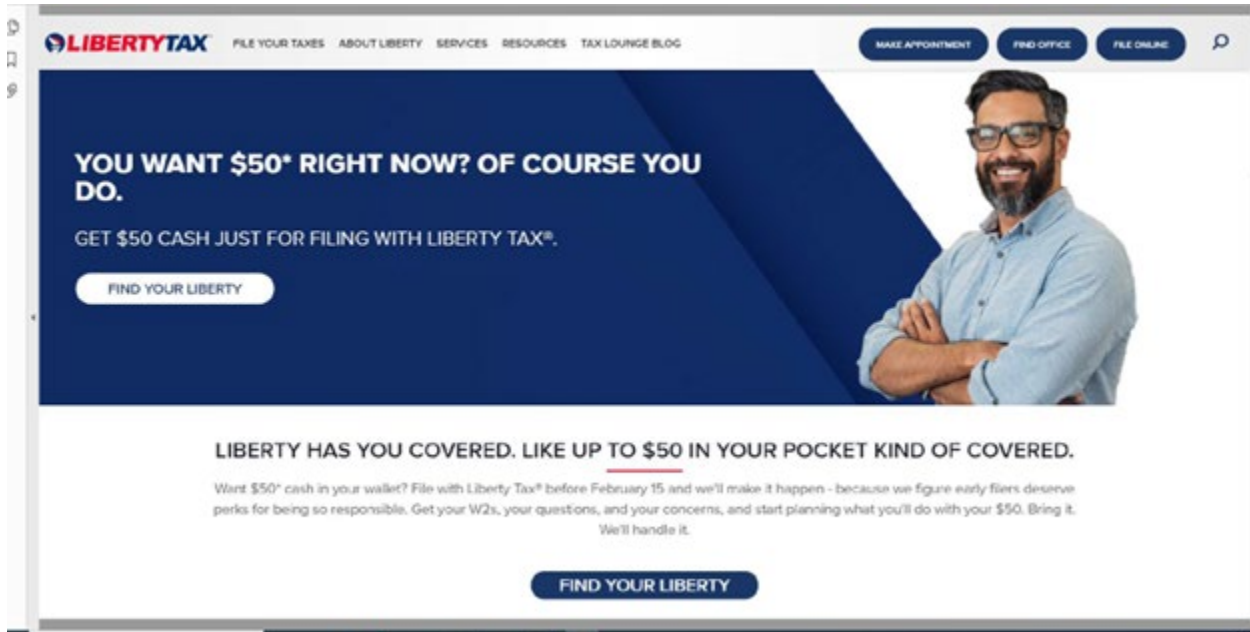 LIBERTYTAX
FILE YOUR TAXES ABOUT LIBERTY SERVICES RESOURCES TAX LOUNGE BLOG
MAKE APPOINTMENT FIND OFFICE FILE ONLINE
YOU WANT $50* RIGHT NOW? OF COURSE YOU
DO.
GET $50 CASH JUST FOR FILING WITH LIBERTY TAX®.
FIND YOUR LIBERTY
LIBERTY HAS YOU COVERED. LIKE UP TO $50 IN YOUR POCKET KIND OF COVERED.
Want $50* cash in your wallet? File with Liberty Tax® before February 15 and we'll make it happen - because we figure early filers deserve
perks for being so responsible. Get your W2s, your questions, and your concerns, and start planning what you'll do with your $50. Bring it.
We'll handle it.
FIND YOUR LIBERTY